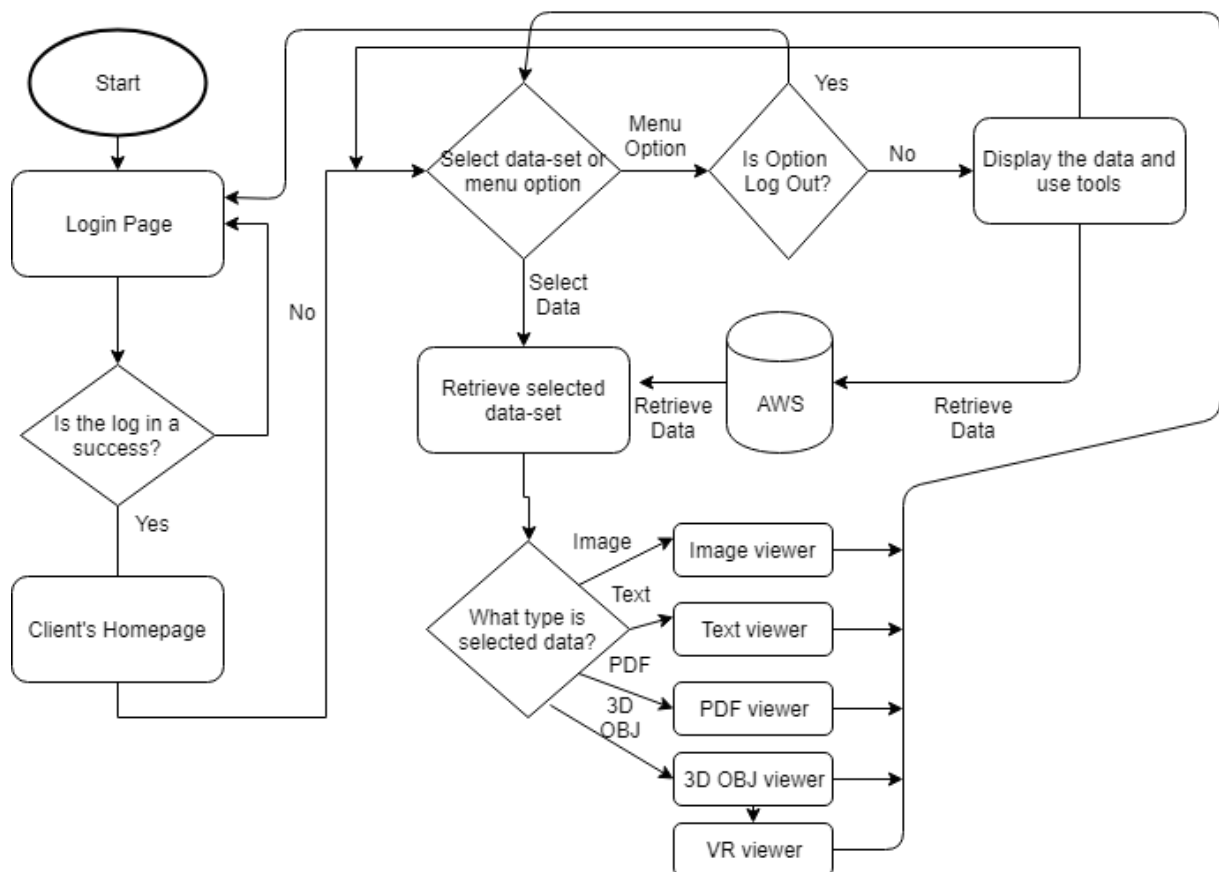 Start
Yes
Menu
Option
Select data-set or
menu option
Is Option
Log Out?
No
Display the data and
use tools
Login Page
Select
Data
No
Retrieve selected
data-set
AWS
Retrieve
Data
Retrieve
Data
Is the log in a
success?
Yes
Image
Image viewer
Text
Client's Homepage
What type is
selected data?
Text viewer
PDF
PDF viewer
3D
OBJ
3D OBJ viewer
VR viewer